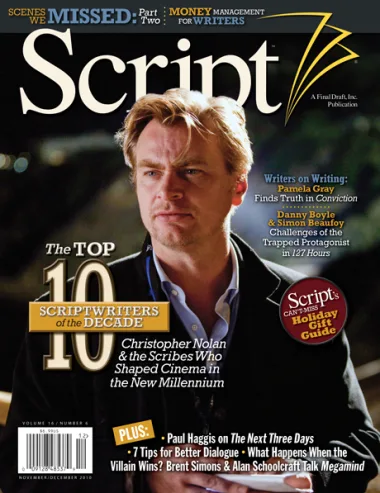 SCENES WE MISSED: Part Two
MONEY MANAGEMENT FOR WRITERS
Script
A Final Draft, Inc.
Publication
Writers on Writing:
Pamela Gray
Finds Truth in Conviction
Danny Boyle
& Simon Beaufoy
Challenges of the
Trapped Protagonist
in 127 Hours
The TOP
10
SCRIPTWRITERS
of the DECADE
Christopher Nolan
& the Scribes Who
Shaped Cinema in
the New Millennium
Script's
CAN'T-MISS
Holiday
Gift
Guide
VOLUME 16 / NUMBER 6
12
NOVEMBER/DECEMBER 2010
PLUS:
• Paul Haggis on The Next Three Days
• 7 Tips for Better Dialogue • What Happens When the
Villain Wins? Brent Simons & Alan Schoolcraft Talk Megamind